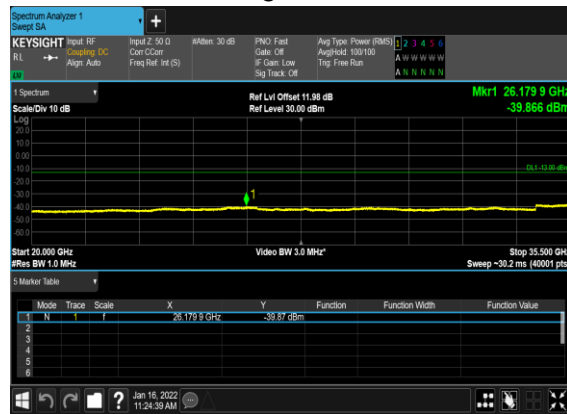 Spectrum Analyzer 1
Swept SA
KEYSIGHT Input: RF Input Z: 50 Ω #Atten: 30 dB PNO: Fast Avg Type: Power (RMS) 1 2 3 4 5 6
RL Coupling: DC Corr CCorr Gate: Off Avg|Hold: 100/100 A W W W W W
Align: Auto Freq Ref: Int (S) IF Gain: Low Trig: Free Run
Sig Track: Off A N N N N N
1 Spectrum Ref Lvl Offset 11.98 dB Mkr1 26.179 9 GHz
Scale/Div 10 dB Ref Level 30.00 dBm -39.866 dBm
Log
20.0
10.0
0.00
-10.0
DL1 -13.00 dBm
-20.0
-30.0
1
-40.0
-50.0
-60.0
Start 20.000 GHz Video BW 3.0 MHz* Stop 35.500 GHz
#Res BW 1.0 MHz Sweep ~30.2 ms (40001 pts)
5 Marker Table
Mode Trace Scale X Y Function Function Width Function Value
1 N 1 f 26.179 9 GHz -39.87 dBm
2
3
4
5
6
? Jan 16, 2022
11:24:39 AM